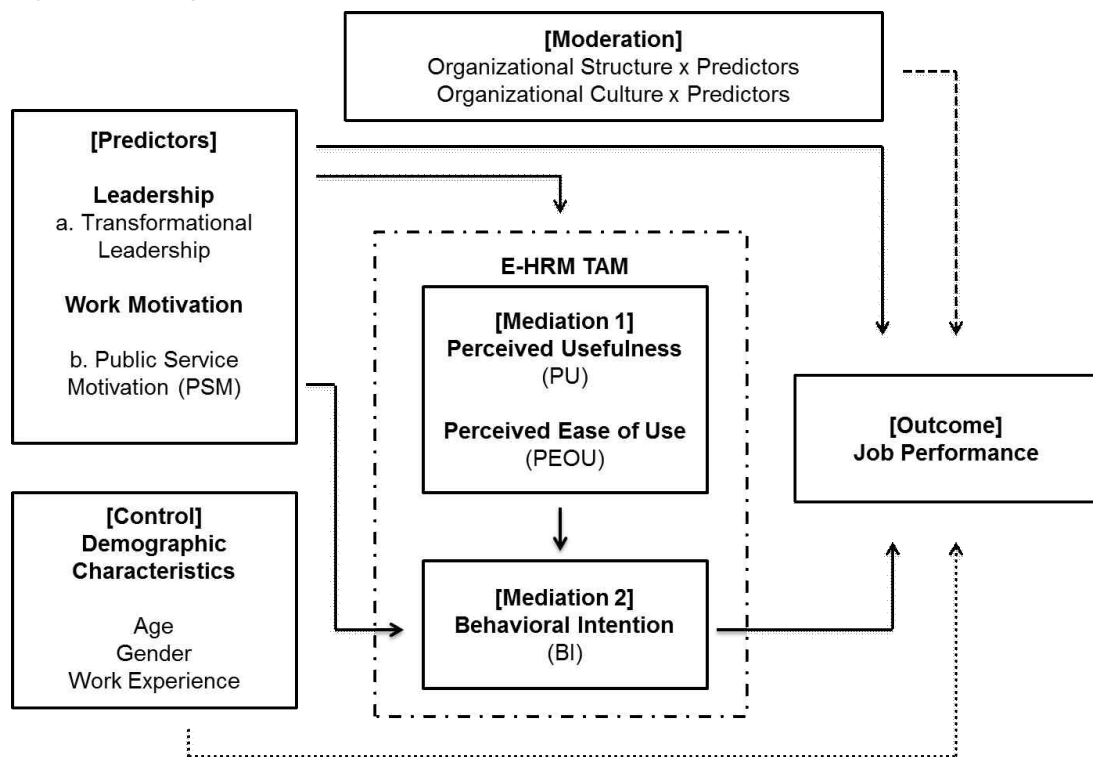 [Moderation]
Organizational Structure x Predictors
Organizational Culture x Predictors
[Predictors]
Leadership
a. Transformational
Leadership
Work Motivation
b. Public Service
Motivation (PSM)
E-HRM TAM
[Mediation 1]
Perceived Usefulness
(PU)
Perceived Ease of Use
(PEOU)
[Outcome]
Job Performance
[Control]
Demographic
Characteristics
Age
Gender
Work Experience
[Mediation 2]
Behavioral Intention
(BI)